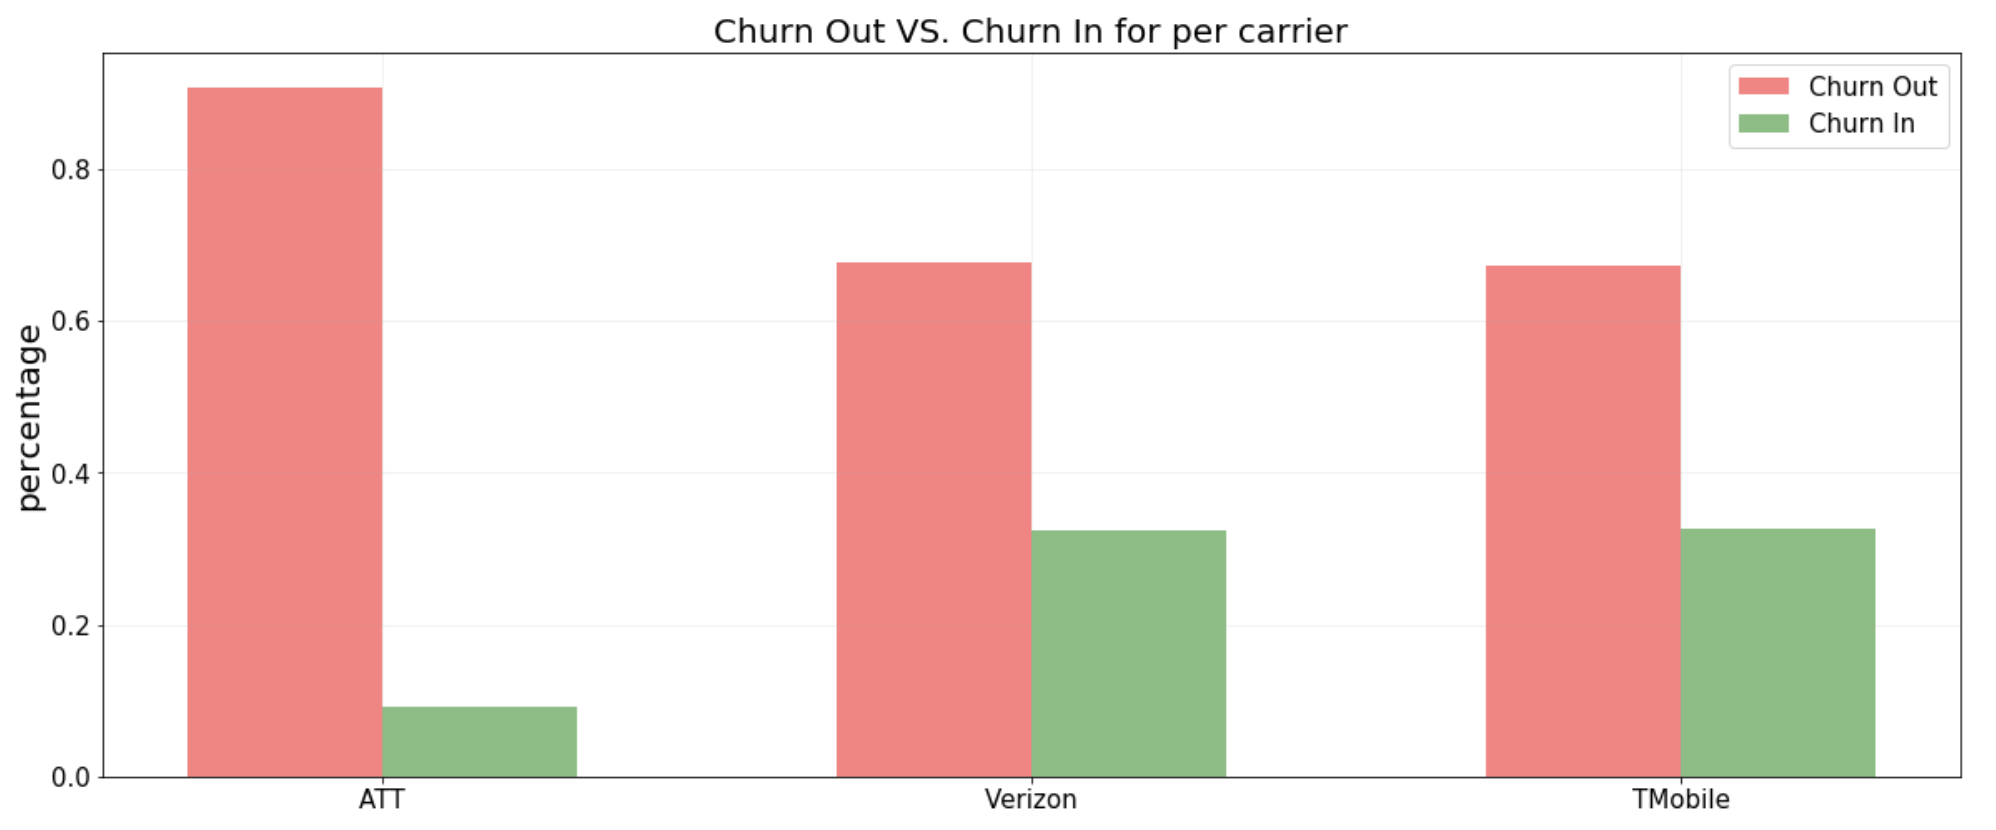 Churn Out VS. Churn In for per carrier
Churn Out
Churn In
percentage
0.8
0.6
0.4
0.2
0.0
ATT
Verizon
TMobile